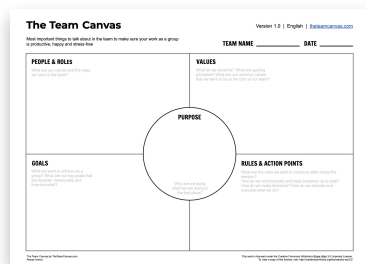 The Team Canvas
Version 1.0 | English | theteamcanvas.com
Most important things to talk about in the team to make sure your work as a group
is productive, happy and stress-free
TEAM NAME
DATE
PEOPLE & ROLEs
What are our names and the roles
we have in the team?
VALUES
What do we stand for? What are guiding
principles? What are our common values
that we want to be at the core of our team?
PURPOSE
Why are we doing
what we are doing in
the first place?
GOALS
What we want to achieve as a
group? What are our key goals that
are feasible, measurable and
time-bounded?
RULES & ACTION POINTS
What are the rules we want to introduce after doing this
session?
How do we communicate and keep everyone up to date?
How do we make decisions? How do we execute and
evaluate what we do?
The Team Canvas by theteamcanvas.com